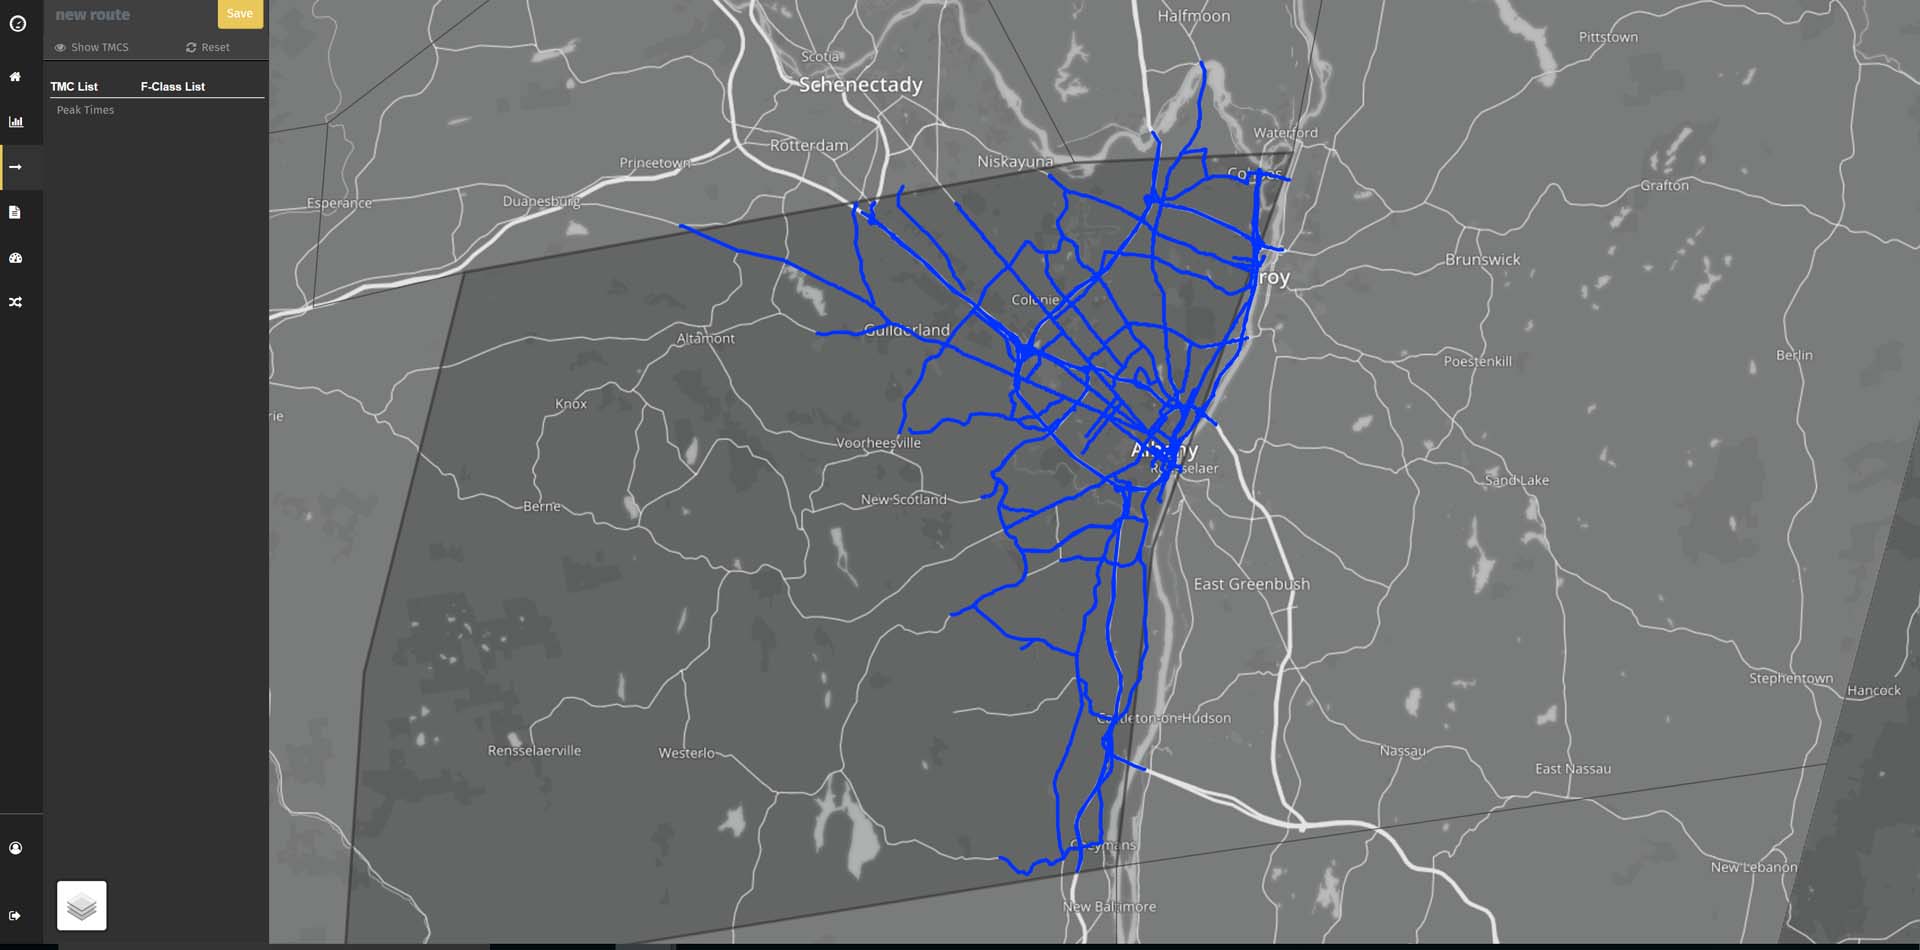 new route
Save
Show TMCS
Reset
TMC List
F-Class List
Peak Times
Halfmoon
Pittstown
Scotia
Schenectady
Waterford
Rotterdam
Niskayuna
Princetown
Cohoes
Grafton
Duanesburg
Esperance
Brunswick
roy
Colonie
Guilderland
Altamont
Berlin
Poestenkill
Knox
rie
Voorheesville
Albany
Rensselaer
Sand Lake
New Scotland
Berne
East Greenbush
Stephentown
Hancock
Castleton-on-Hudson
Rensselaerville
Westerlo
Nassau
East Nassau
Coeymans
New Lebanon
New Baltimore